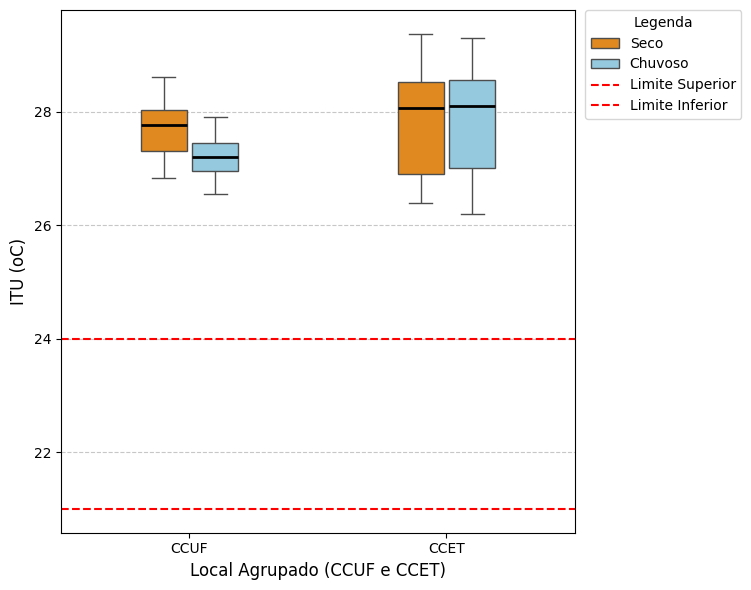 Legenda
Seco
Chuvoso
Limite Superior
Limite Inferior
ITU (oC)
28
26
24
22
CCUF
CCET
Local Agrupado (CCUF e CCET)